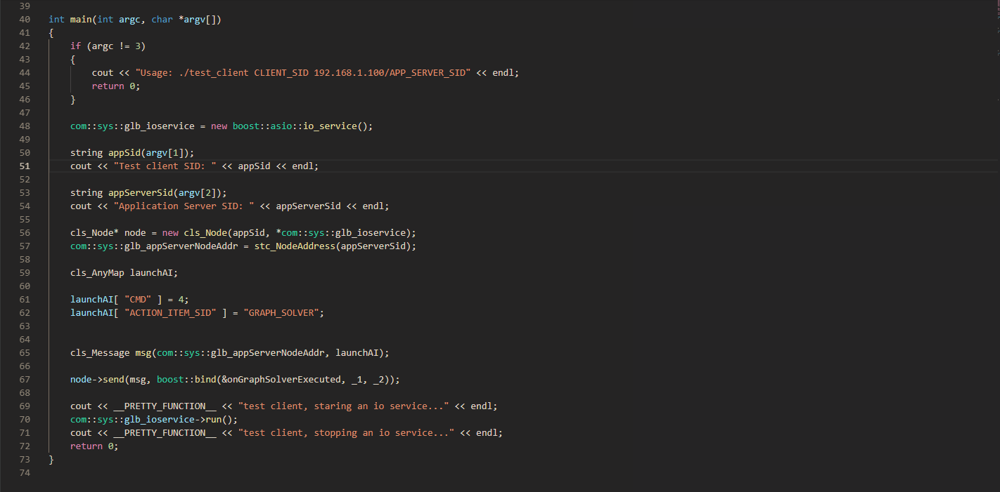 39
40 int main(int argc, char *argv[])
41 {
42     if (argc != 3)
43     {
44         cout << "Usage: ./test_client CLIENT_SID 192.168.1.100/APP_SERVER_SID" << endl;
45         return 0;
46     }
47
48     com::sys::glb_ioservice = new boost::asio::io_service();
49
50     string appSid(argv[1]);
51     cout << "Test client SID: " << appSid << endl;
52
53     string appServerSid(argv[2]);
54     cout << "Application Server SID: " << appServerSid << endl;
55
56     cls_Node* node = new cls_Node(appSid, *com::sys::glb_ioservice);
57     com::sys::glb_appServerNodeAddr = stc_NodeAddress(appServerSid);
58
59     cls_AnyMap launchAI;
60
61     launchAI[ "CMD" ] = 4;
62     launchAI[ "ACTION_ITEM_SID" ] = "GRAPH_SOLVER";
63
64
65     cls_Message msg(com::sys::glb_appServerNodeAddr, launchAI);
66
67     node->send(msg, boost::bind(&onGraphSolverExecuted, _1, _2));
68
69     cout << __PRETTY_FUNCTION__ << "test client, staring an io service..." << endl;
70     com::sys::glb_ioservice->run();
71     cout << __PRETTY_FUNCTION__ << "test client, stopping an io service..." << endl;
72     return 0;
73 }
74